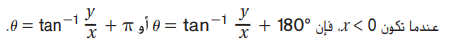 عندما تكون r < 0، فإن θ = tan⁻¹ y/x + 180° أو θ = tan⁻¹ y/x + π.